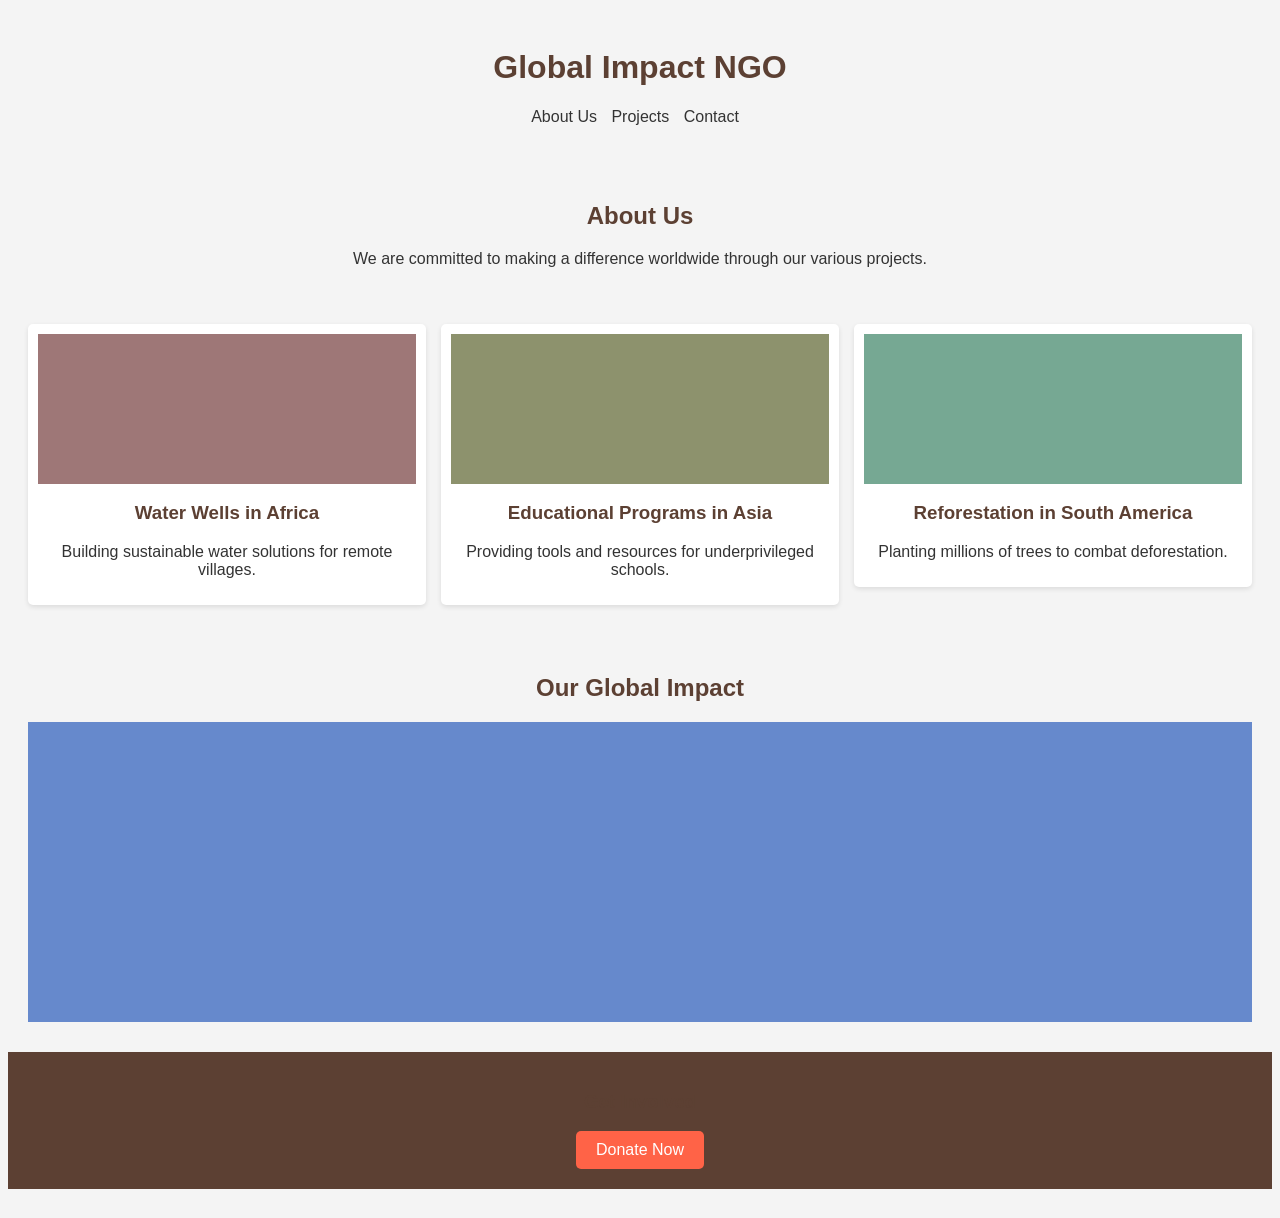 Global Impact NGO
About Us Projects Contact
About Us
We are committed to making a difference worldwide through our various projects.
Water Wells in Africa
Building sustainable water solutions for remote
villages.
Educational Programs in Asia
Providing tools and resources for underprivileged
schools.
Reforestation in South America
Planting millions of trees to combat deforestation.
Our Global Impact
Donate Now